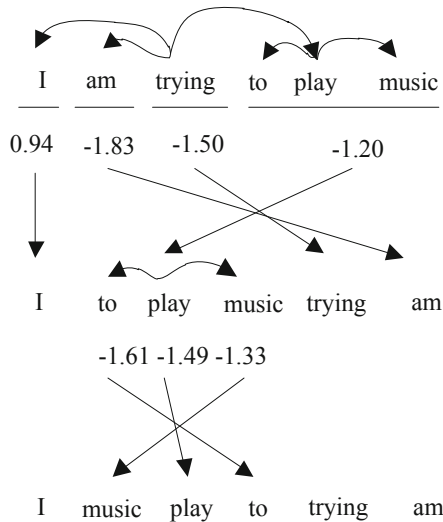 I am trying to play music
0.94 -1.83 -1.50 -1.20
I to play music trying am
-1.61 -1.49 -1.33
I music play to trying am